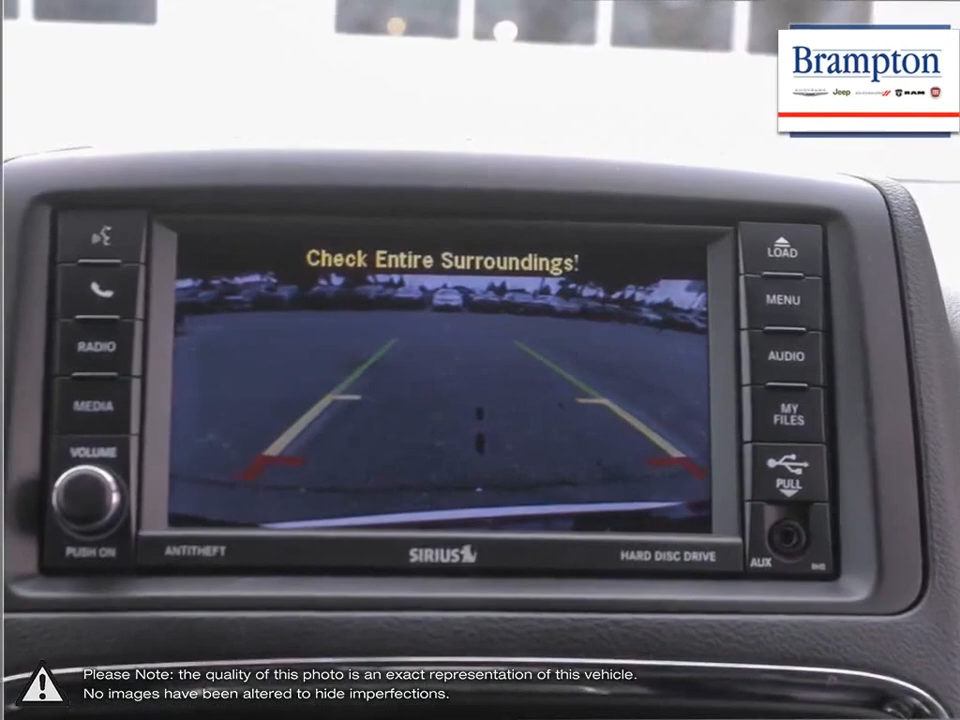 Brampton
Jeep
RAM
Check Entire Surroundings!
LOAD
MENU
RADIO
AUDIO
MEDIA
MY
FILES
VOLUME
PULL
PUSH ON
ANTITHEFT
SIRIUS
HARD DISC DRIVE
AUX
Please Note: the quality of this photo is an exact representation of this vehicle.
No images have been altered to hide imperfections.